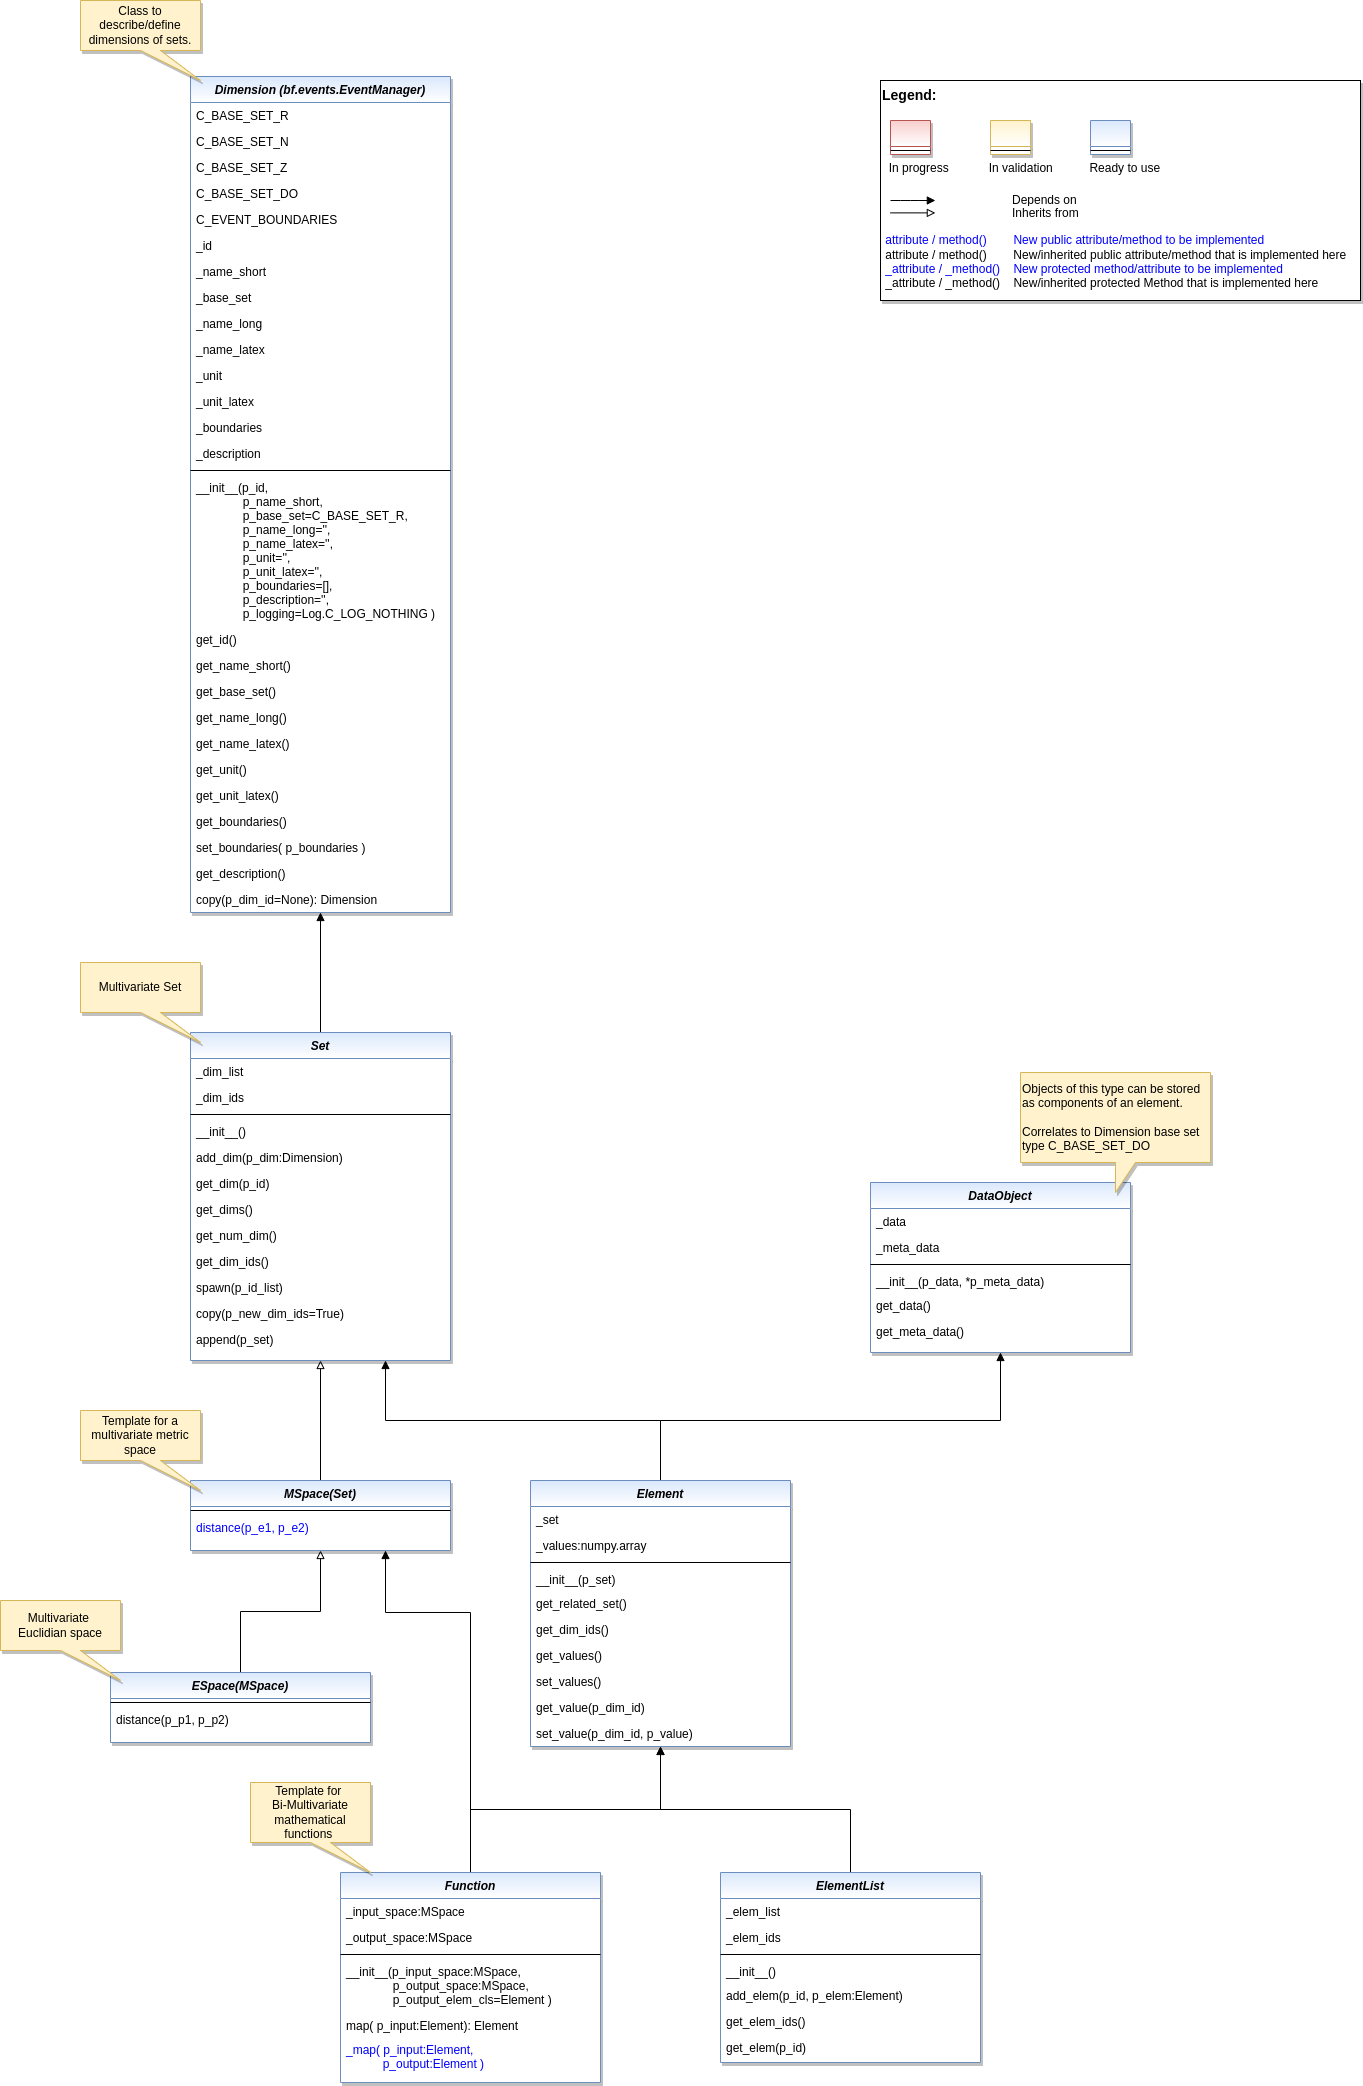 Class to
describe/define
dimensions of sets.
Dimension (bf.events.EventManager)
C_BASE_SET_R
C_BASE_SET_N
C_BASE_SET_Z
C_BASE_SET_DO
C_EVENT_BOUNDARIES
_id
_name_short
_base_set
_name_long
_name_latex
_unit
_unit_latex
_boundaries
_description
__init__(p_id,
p_name_short,
p_base_set=C_BASE_SET_R,
p_name_long='',
p_name_latex='',
p_unit='',
p_unit_latex='',
p_boundaries=[],
p_description='',
p_logging=Log.C_LOG_NOTHING )
get_id()
get_name_short()
get_base_set()
get_name_long()
get_name_latex()
get_unit()
get_unit_latex()
get_boundaries()
set_boundaries( p_boundaries )
get_description()
copy(p_dim_id=None): Dimension
Legend:
In progress
In validation
Ready to use
Depends on
Inherits from
attribute / method() New public attribute/method to be implemented
attribute / method() New/inherited public attribute/method that is implemented here
_attribute / _method() New protected method/attribute to be implemented
_attribute / _method() New/inherited protected Method that is implemented here
Multivariate Set
Set
_dim_list
_dim_ids
__init__()
add_dim(p_dim:Dimension)
get_dim(p_id)
get_dims()
get_num_dim()
get_dim_ids()
spawn(p_id_list)
copy(p_new_dim_ids=True)
append(p_set)
Objects of this type can be stored
as components of an element.
Correlates to Dimension base set
type C_BASE_SET_DO
DataObject
_data
_meta_data
__init__(p_data, *p_meta_data)
get_data()
get_meta_data()
Template for a
multivariate metric
space
MSpace(Set)
distance(p_e1, p_e2)
Element
_set
_values:numpy.array
__init__(p_set)
get_related_set()
get_dim_ids()
get_values()
set_values()
get_value(p_dim_id)
set_value(p_dim_id, p_value)
Multivariate
Euclidian space
ESpace(MSpace)
distance(p_p1, p_p2)
Template for
Bi-Multivariate
mathematical
functions
Function
_input_space:MSpace
_output_space:MSpace
__init__(p_input_space:MSpace,
p_output_space:MSpace,
p_output_elem_cls=Element )
map( p_input:Element): Element
_map( p_input:Element,
p_output:Element )
ElementList
_elem_list
_elem_ids
__init__()
add_elem(p_id, p_elem:Element)
get_elem_ids()
get_elem(p_id)